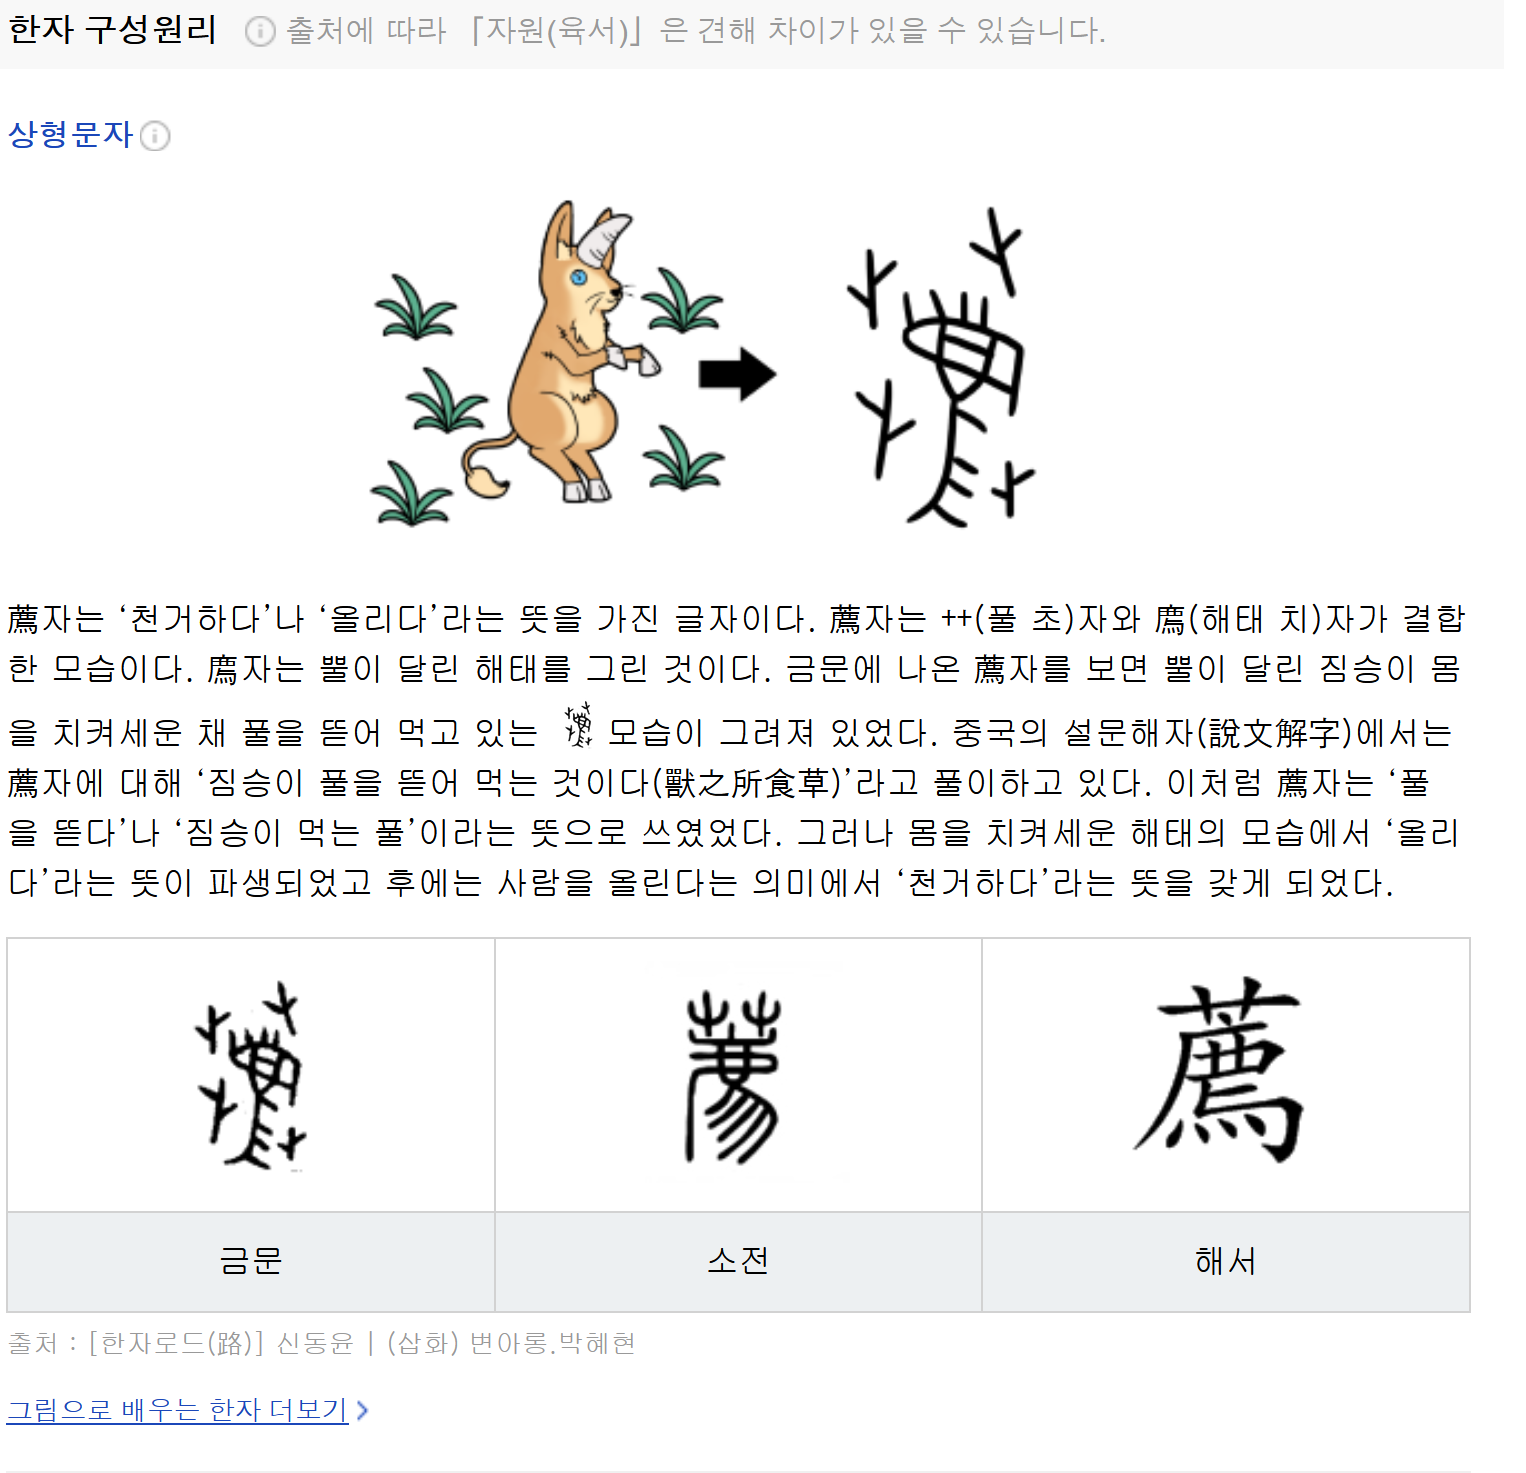 한자 구성원리 출처에 따라 「자원(육서)」은 견해 차이가 있을 수 있습니다.
상형문자
薦자는 ‘천거하다’나 ‘올리다’라는 뜻을 가진 글자이다. 薦자는 ++(풀 초)자와 廌(해태 치)자가 결합
한 모습이다. 廌자는 뿔이 달린 해태를 그린 것이다. 금문에 나온 薦자를 보면 뿔이 달린 짐승이 몸
을 치켜세운 채 풀을 뜯어 먹고 있는 모습이 그려져 있었다. 중국의 설문해자(說文解字)에서는
薦자에 대해 ‘짐승이 풀을 뜯어 먹는 것이다(獸之所食草)’라고 풀이하고 있다. 이처럼 薦자는 ‘풀
을 뜯다’나 ‘짐승이 먹는 풀’이라는 뜻으로 쓰였었다. 그러나 몸을 치켜세운 해태의 모습에서 ‘올리
다’라는 뜻이 파생되었고 후에는 사람을 올린다는 의미에서 ‘천거하다’라는 뜻을 갖게 되었다.
薦
금문 소전 해서
출처 : [한자로드(路)] 신동윤 | (삽화) 변아롱.박혜현
그림으로 배우는 한자 더보기